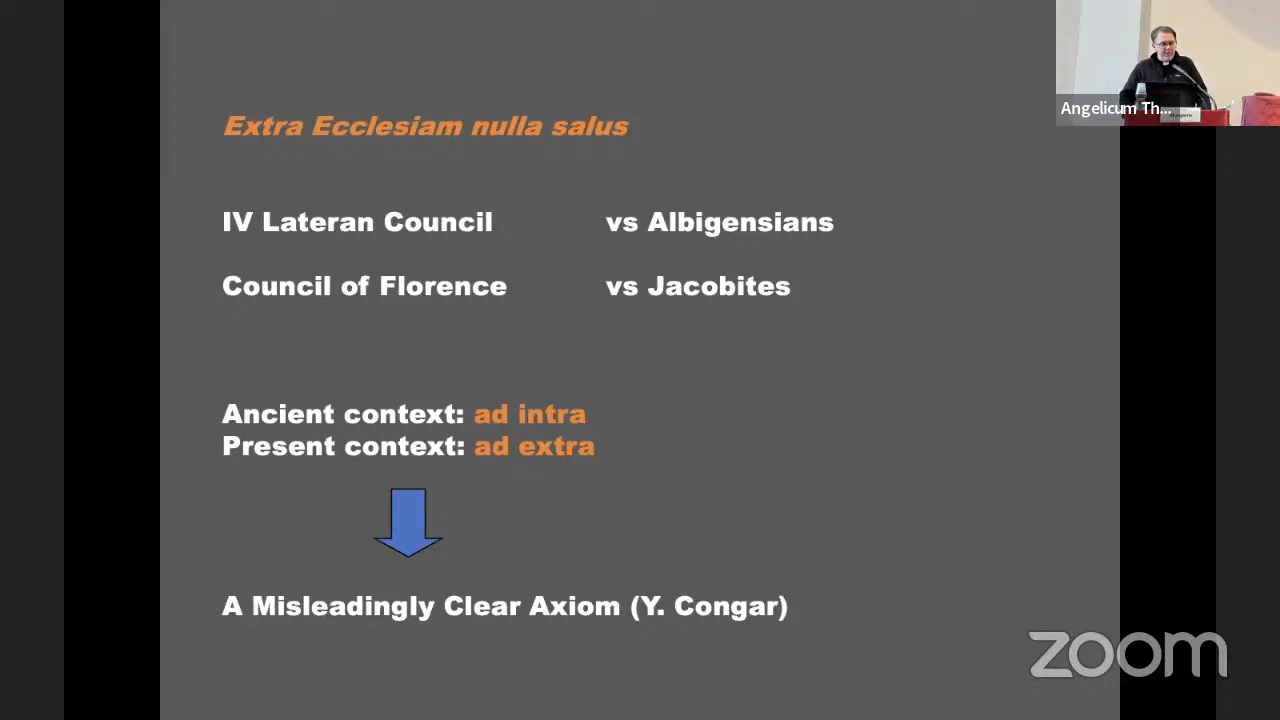 Extra Ecclesiam nulla salus
IV Lateran Council vs Albigensians
Council of Florence vs Jacobites
Ancient context: ad intra
Present context: ad extra
A Misleadingly Clear Axiom (Y. Congar)
Angelicum Th...
zoom